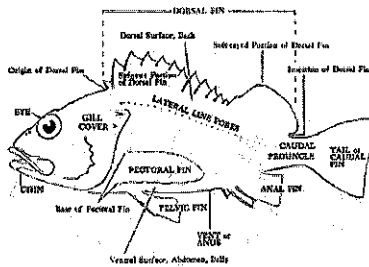 DORSAL FIN
Dorsal Surface, Back
Soft-rayed Portion of Dorsal Fin
Origin of Dorsal Fin
Spinous Portion
of Dorsal Fin
Insertion of Dorsal Fin
EYE
GILL
COVER
LATERAL LINE PORES
CAUDAL
PEDUNCLE
TAIL or
CAUDAL
FIN
PECTORAL FIN
CHIN
ANAL FIN
Base of Pectoral Fin
PELVIC FIN
VENT or
ANUS
Ventral Surface, Abdomen, Belly